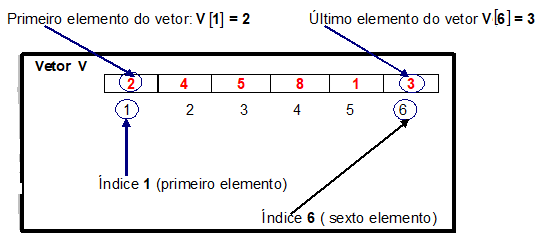 Primeiro elemento do vetor: V [1] = 2
Último elemento do vetor V[6] = 3
Vetor V
2 4 5 8 1 3
1 2 3 4 5 6
Índice 1 (primeiro elemento)
Índice 6 ( sexto elemento)